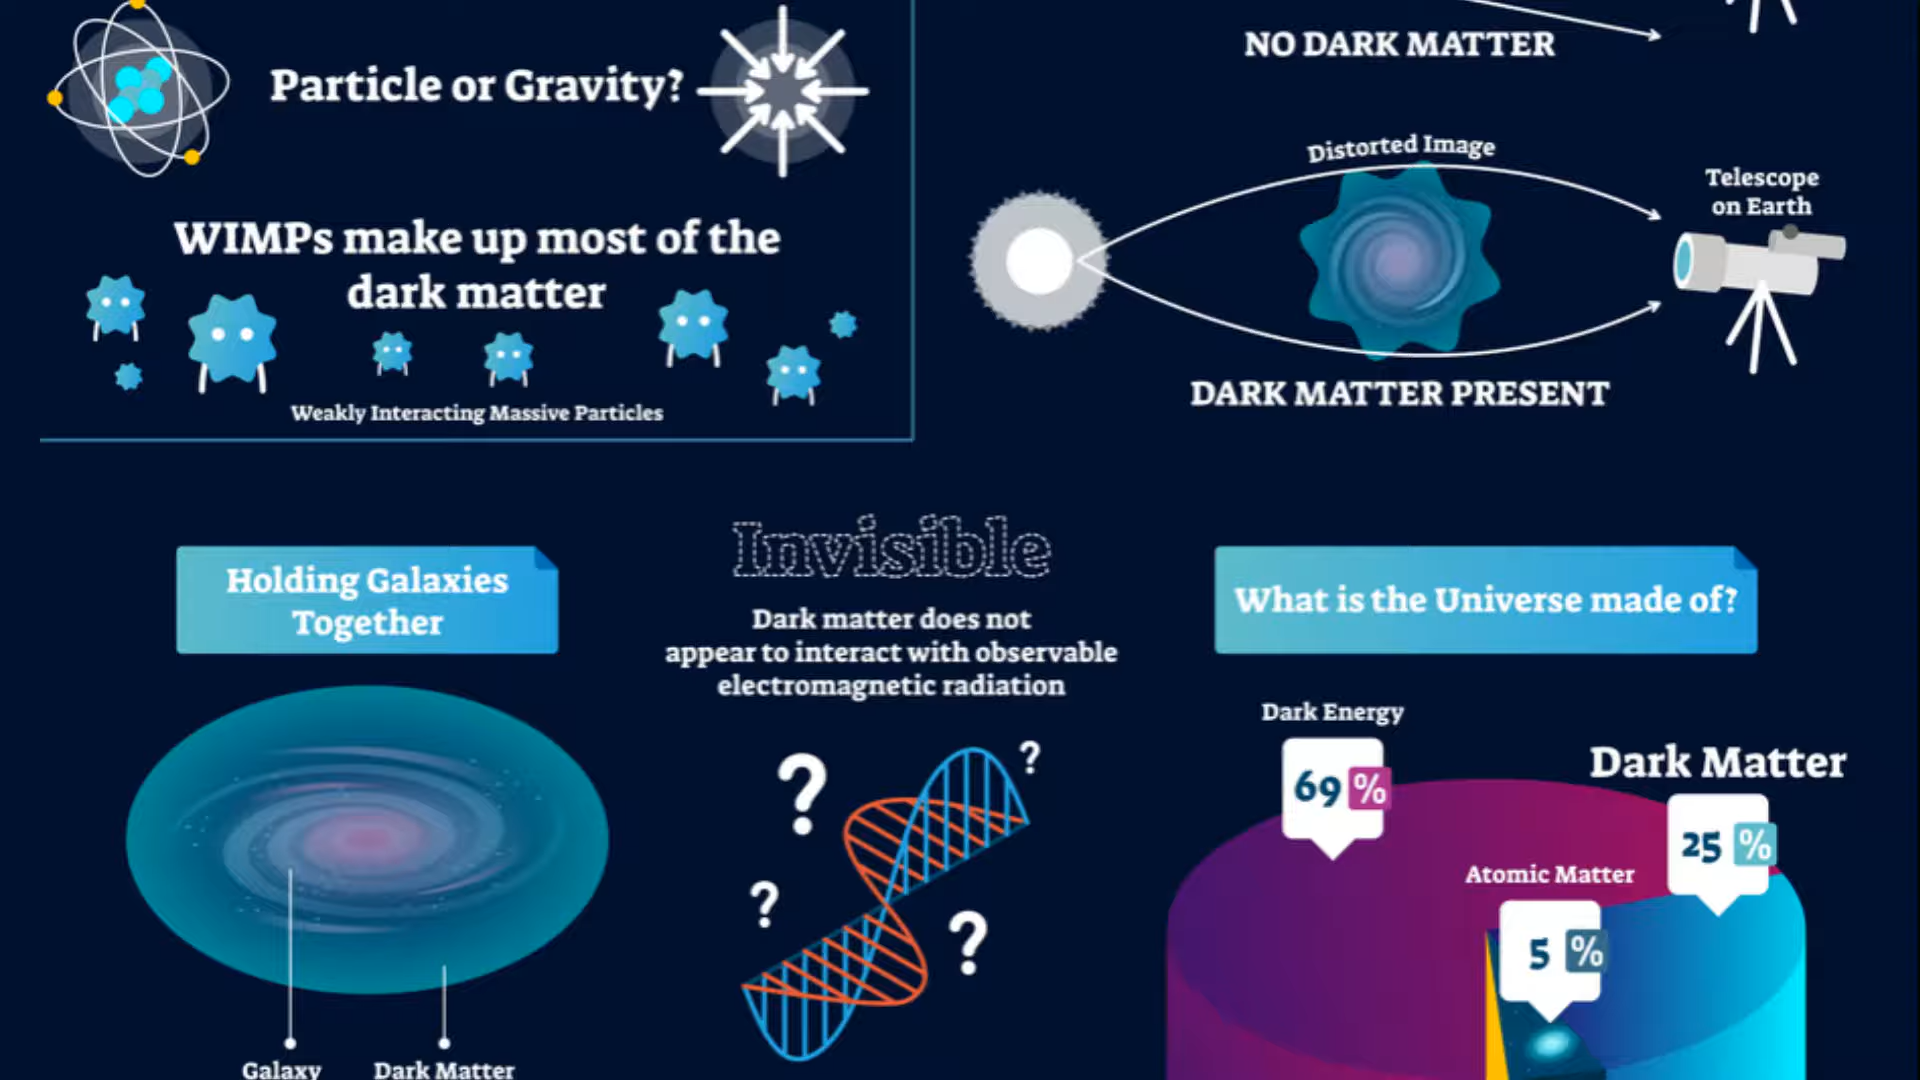 Particle or Gravity?
WIMPs make up most of the
dark matter
Weakly Interacting Massive Particles
NO DARK MATTER
Distorted Image
Telescope
on Earth
DARK MATTER PRESENT
Holding Galaxies
Together
Galaxy
Dark Matter
Invisible
Dark matter does not
appear to interact with observable
electromagnetic radiation
?
?
?
?
What is the Universe made of?
Dark Energy
69 %
Dark Matter
25 %
Atomic Matter
5 %